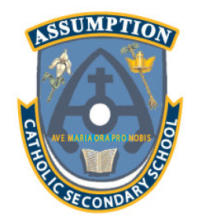 ASSUMPTION
AVE MARIA ORA PRO NOBIS
CATHOLIC SECONDARY SCHOOL